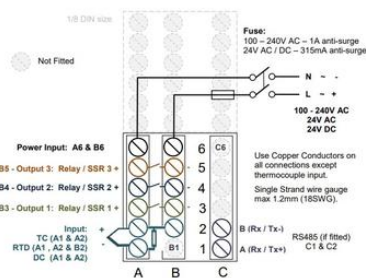 1/8 DIN size
Not Fitted
Fuse:
100 – 240V AC – 1A anti-surge
24V AC / DC – 315mA anti-surge
N ~ -
L ~ +
100 - 240V AC
24V AC
24V DC
Power Input: A6 & B6
6 C6
B5 - Output 3: Relay / SSR 3 + - 5
B4 - Output 2: Relay / SSR 2 + - 4
B3 - Output 1: Relay / SSR 1 + - 3
Use Copper Conductors on
all connections except
thermocouple input.
Single Strand wire gauge
max 1.2mm (18SWG).
Input:
TC (A1 & A2)
RTD (A1 , A2 & B2)
DC (A1 & A2)
2 B (Rx / Tx-)
B1 1 A (Rx / Tx+)
RS485 (if fitted)
C1 & C2
A B C